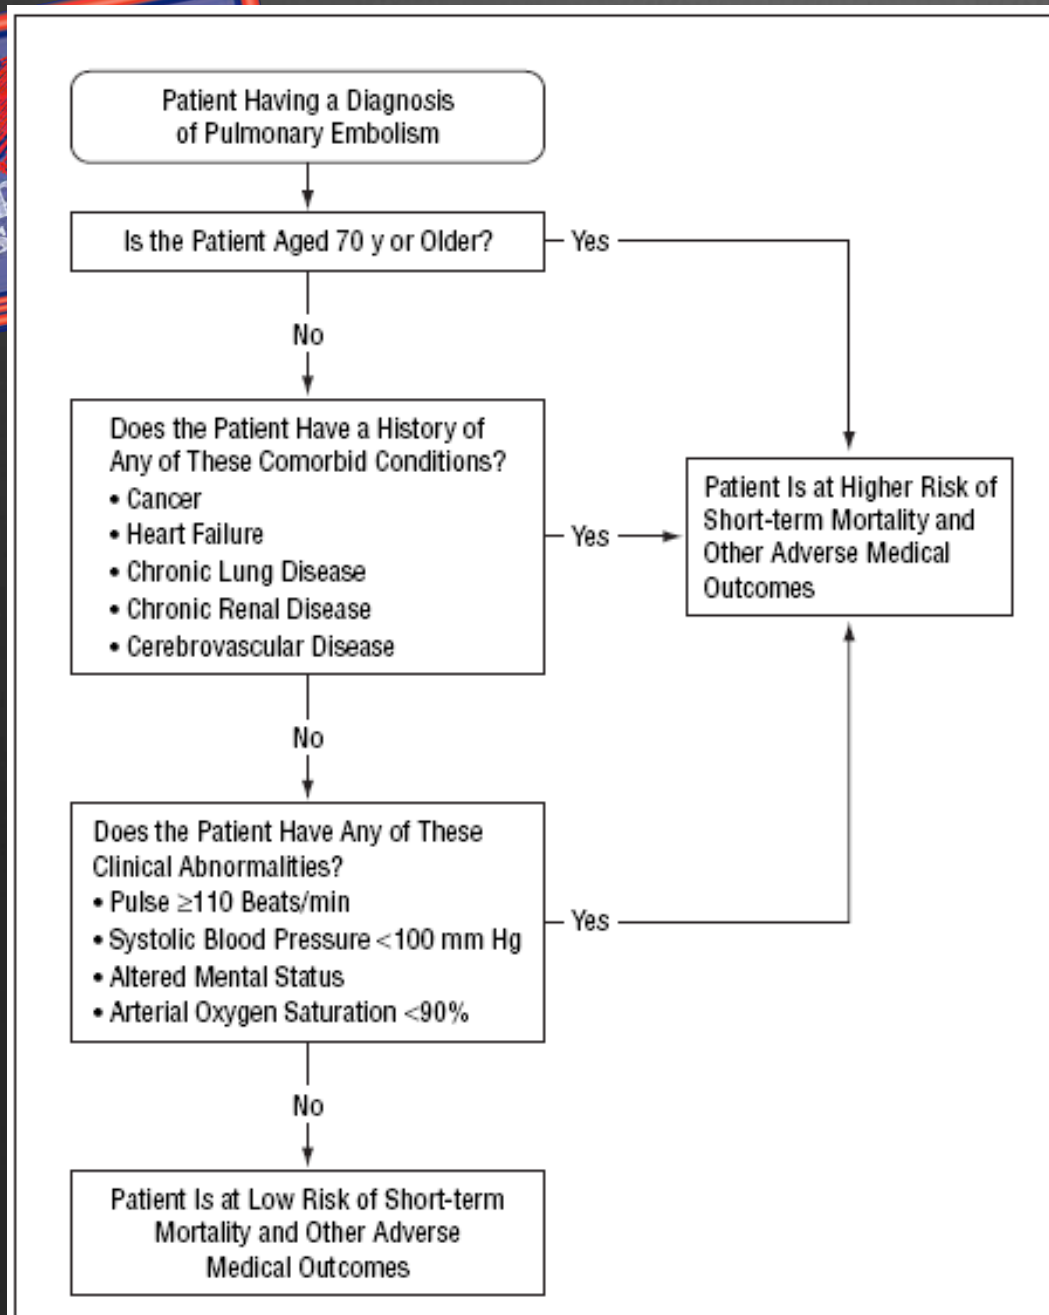 Patient Having a Diagnosis
of Pulmonary Embolism
Is the Patient Aged 70 y or Older?
Yes
No
Does the Patient Have a History of
Any of These Comorbid Conditions?
• Cancer
• Heart Failure
• Chronic Lung Disease
• Chronic Renal Disease
• Cerebrovascular Disease
Yes
Patient Is at Higher Risk of
Short-term Mortality and
Other Adverse Medical
Outcomes
No
Does the Patient Have Any of These
Clinical Abnormalities?
• Pulse ≥110 Beats/min
• Systolic Blood Pressure <100 mm Hg
• Altered Mental Status
• Arterial Oxygen Saturation <90%
Yes
No
Patient Is at Low Risk of Short-term
Mortality and Other Adverse
Medical Outcomes